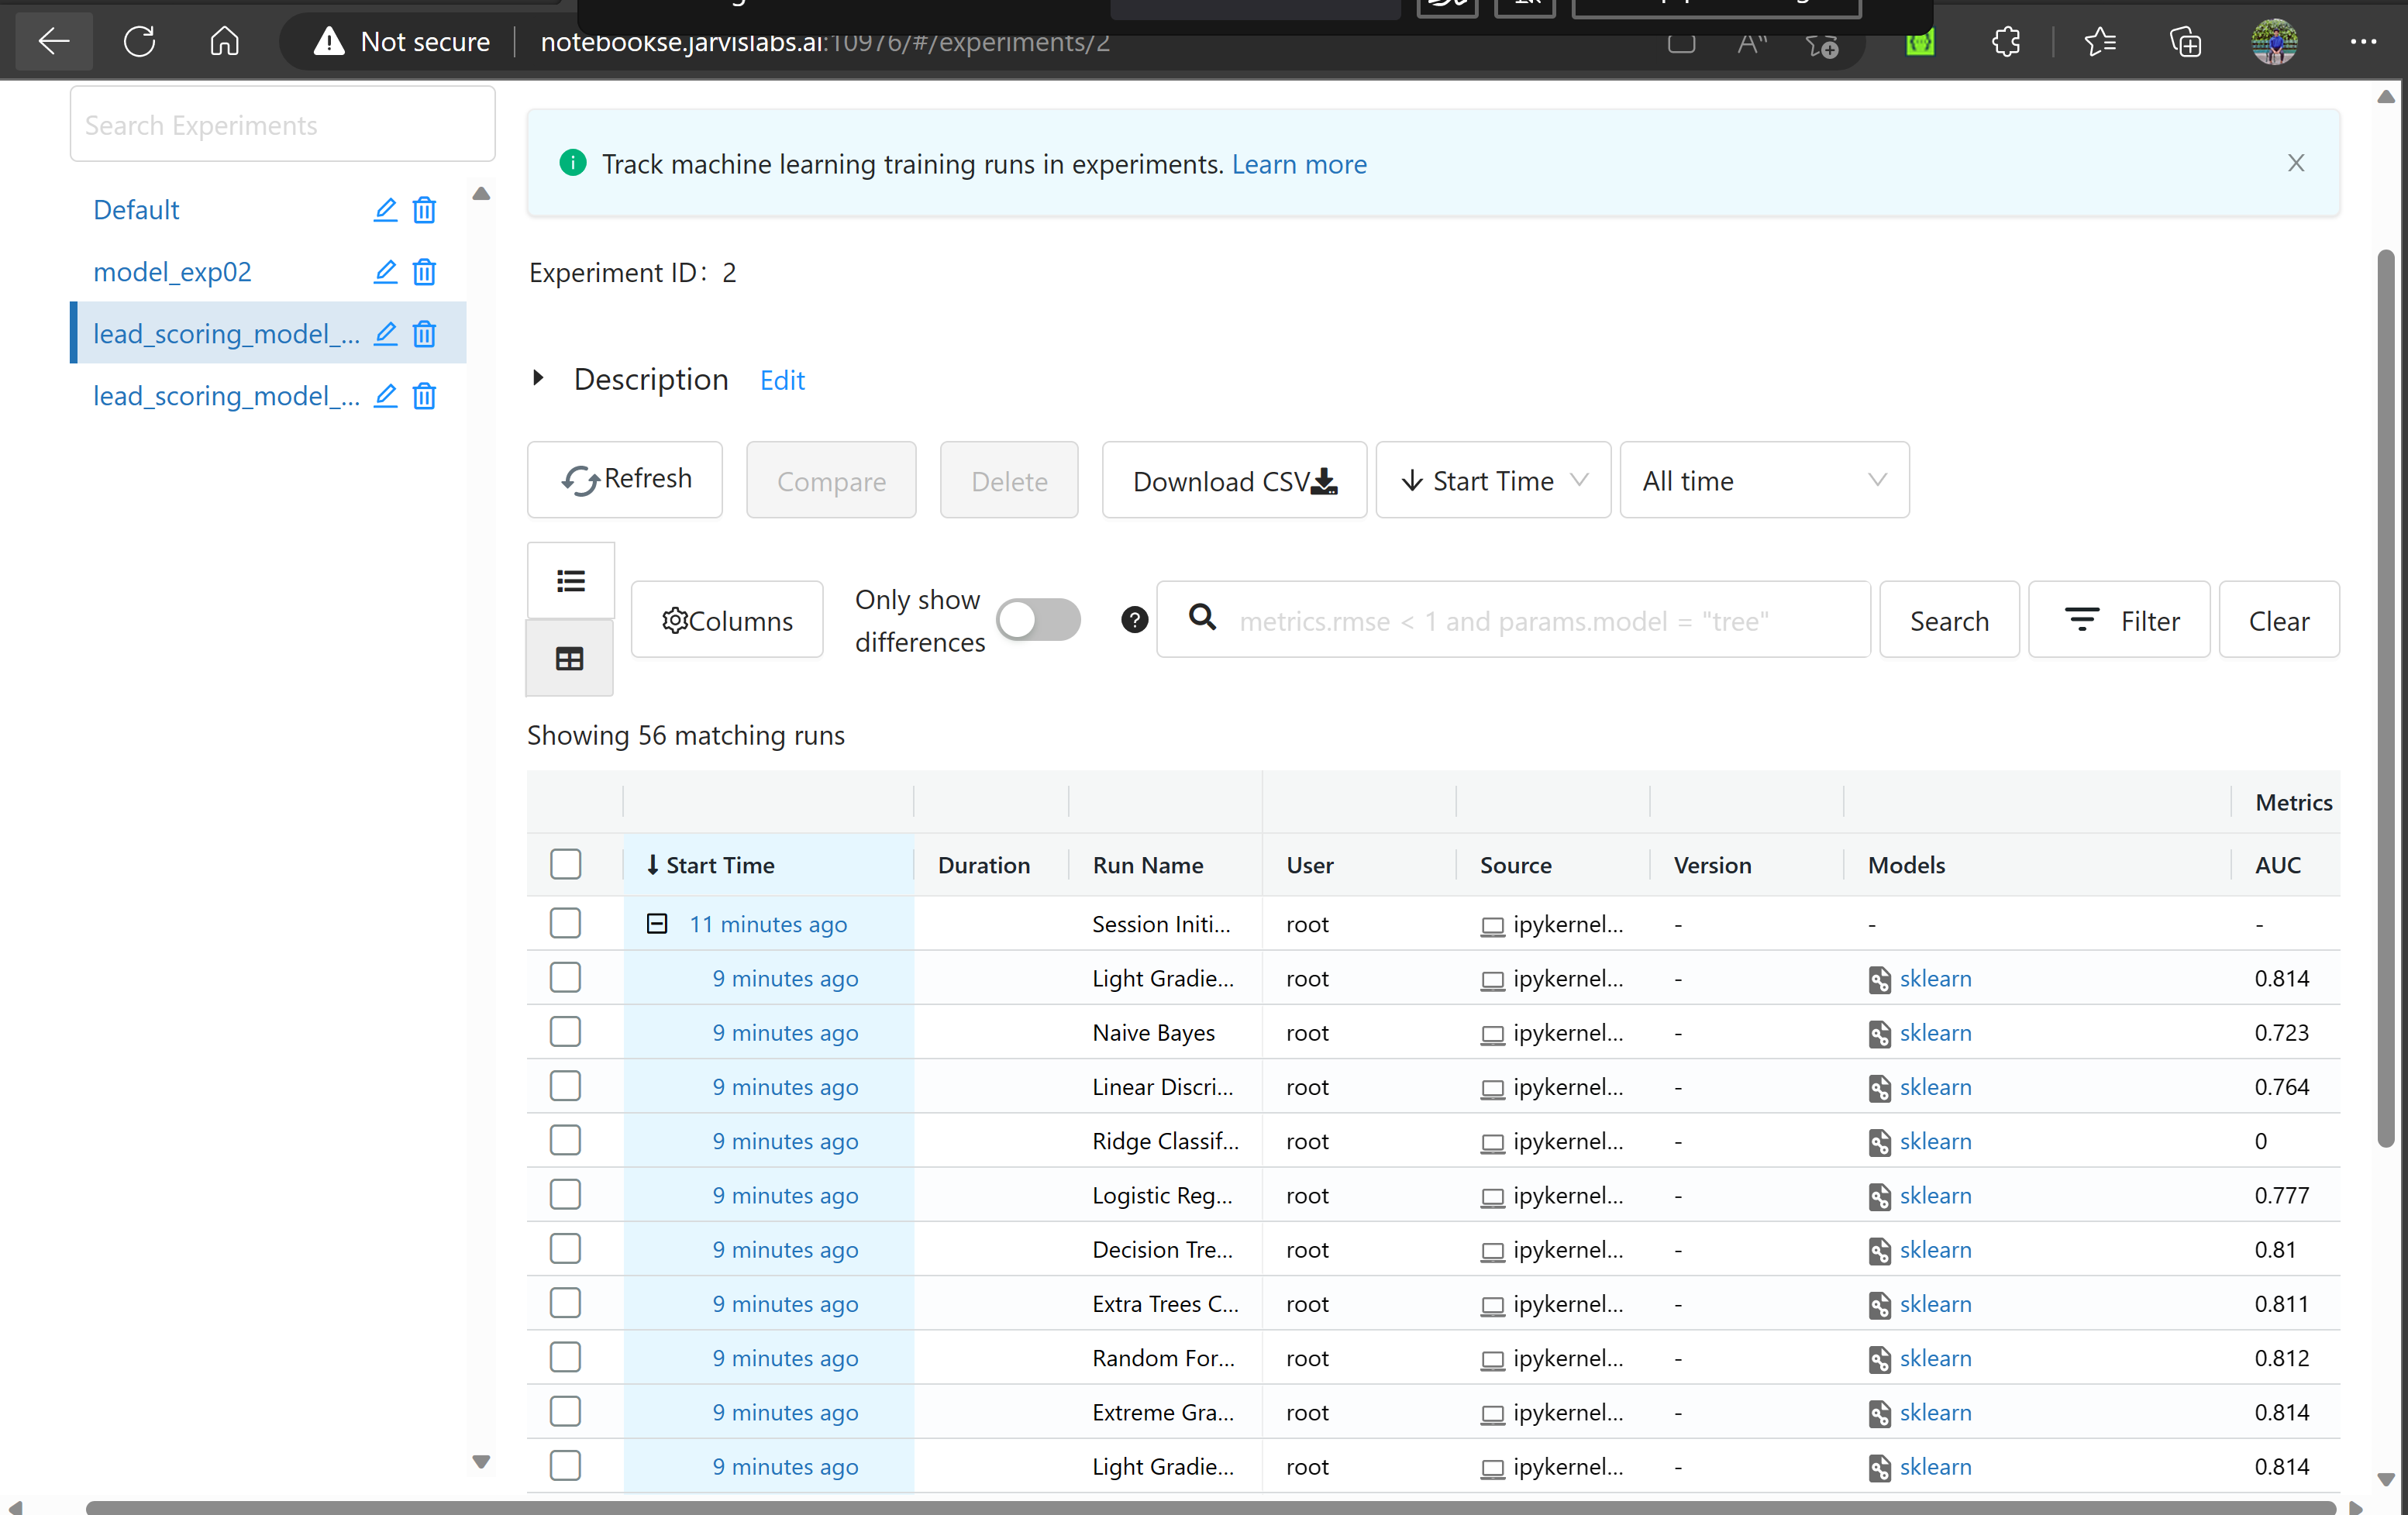 Not secure
notebookse.jarvislabs.ai:10976/#/experiments/2
Search Experiments
Default
model_exp02
lead_scoring_model_...
lead_scoring_model_...
Track machine learning training runs in experiments. Learn more
Experiment ID: 2
Description Edit
Refresh Compare Delete Download CSV Start Time All time
Columns
Only show
differences
metrics.rmse < 1 and params.model = "tree"
Search Filter Clear
Showing 56 matching runs
Metrics
Start Time Duration Run Name User Source Version Models AUC
11 minutes ago Session Initi... root ipykernel... - - -
9 minutes ago Light Gradie... root ipykernel... - sklearn 0.814
9 minutes ago Naive Bayes root ipykernel... - sklearn 0.723
9 minutes ago Linear Discri... root ipykernel... - sklearn 0.764
9 minutes ago Ridge Classif... root ipykernel... - sklearn 0
9 minutes ago Logistic Reg... root ipykernel... - sklearn 0.777
9 minutes ago Decision Tre... root ipykernel... - sklearn 0.81
9 minutes ago Extra Trees C... root ipykernel... - sklearn 0.811
9 minutes ago Random For... root ipykernel... - sklearn 0.812
9 minutes ago Extreme Gra... root ipykernel... - sklearn 0.814
9 minutes ago Light Gradie... root ipykernel... - sklearn 0.814